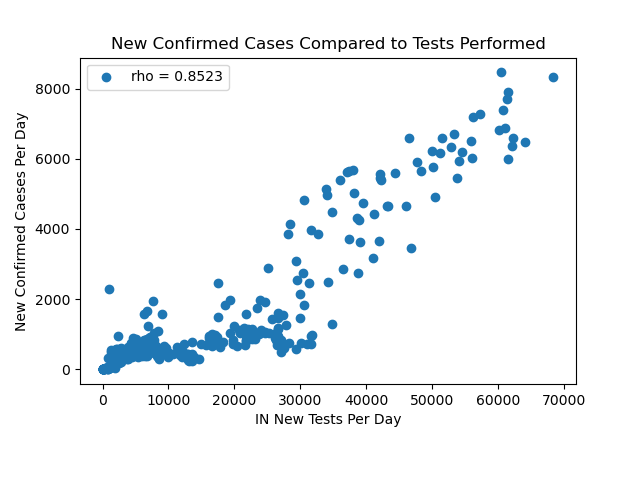 New Confirmed Cases Compared to Tests Performed
rho = 0.8523
8000
6000
4000
2000
0
New Confirmed Caeses Per Day
0 10000 20000 30000 40000 50000 60000 70000
IN New Tests Per Day